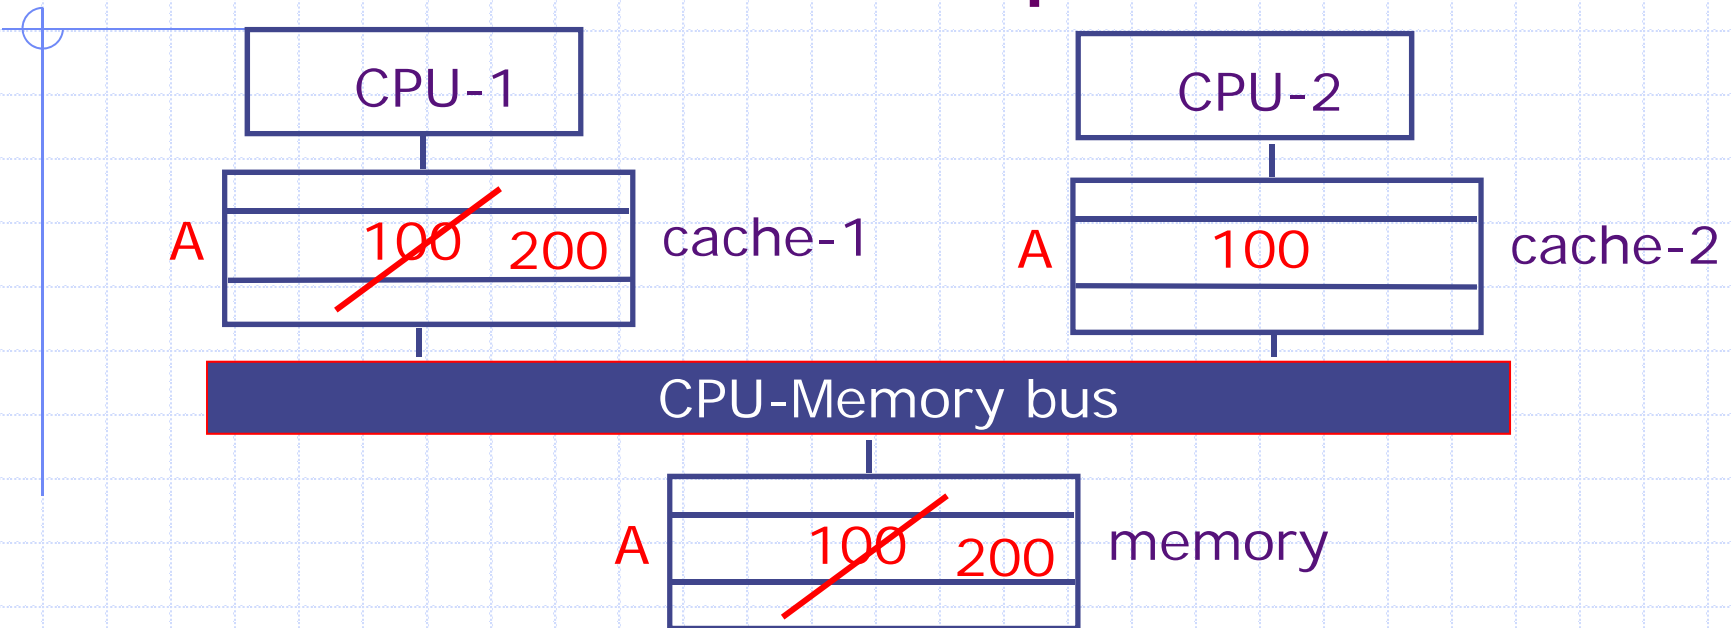 CPU-1
CPU-2
A 100 200 cache-1
A 100 cache-2
CPU-Memory bus
A 100 200 memory